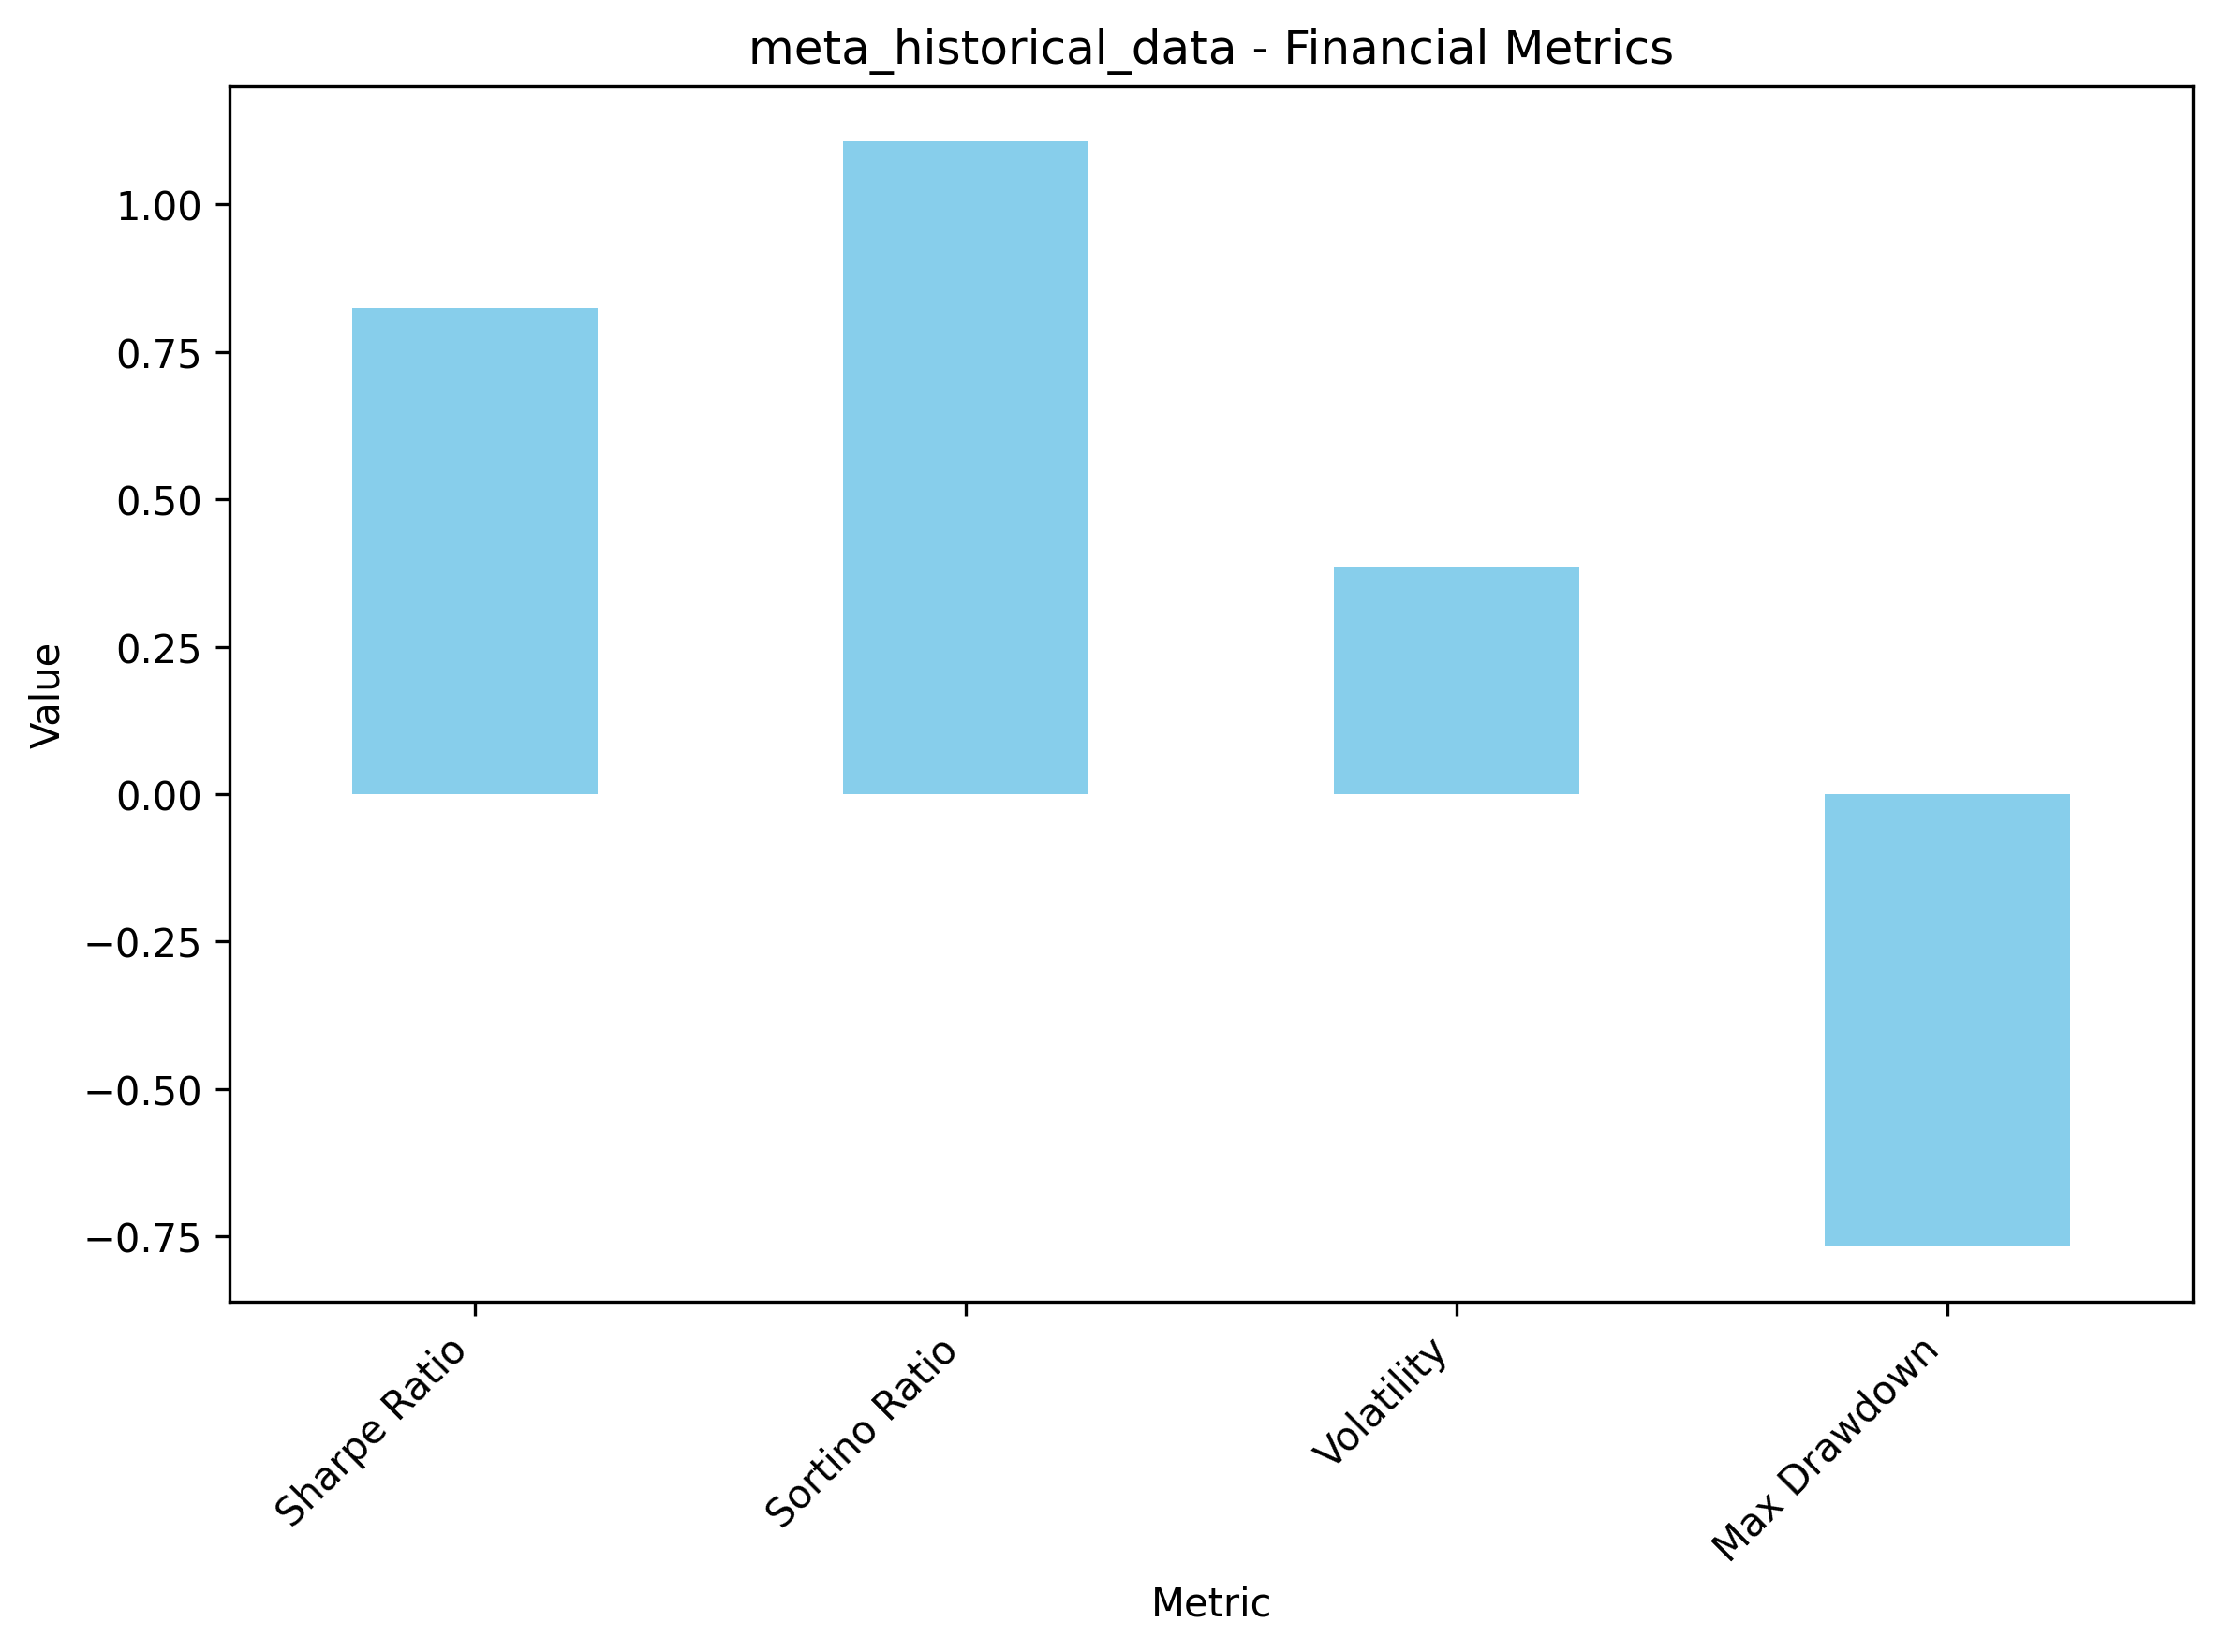 meta_historical_data - Financial Metrics
Value
1.00
0.75
0.50
0.25
0.00
−0.25
−0.50
−0.75
Sharpe Ratio
Sortino Ratio
Volatility
Max Drawdown
Metric